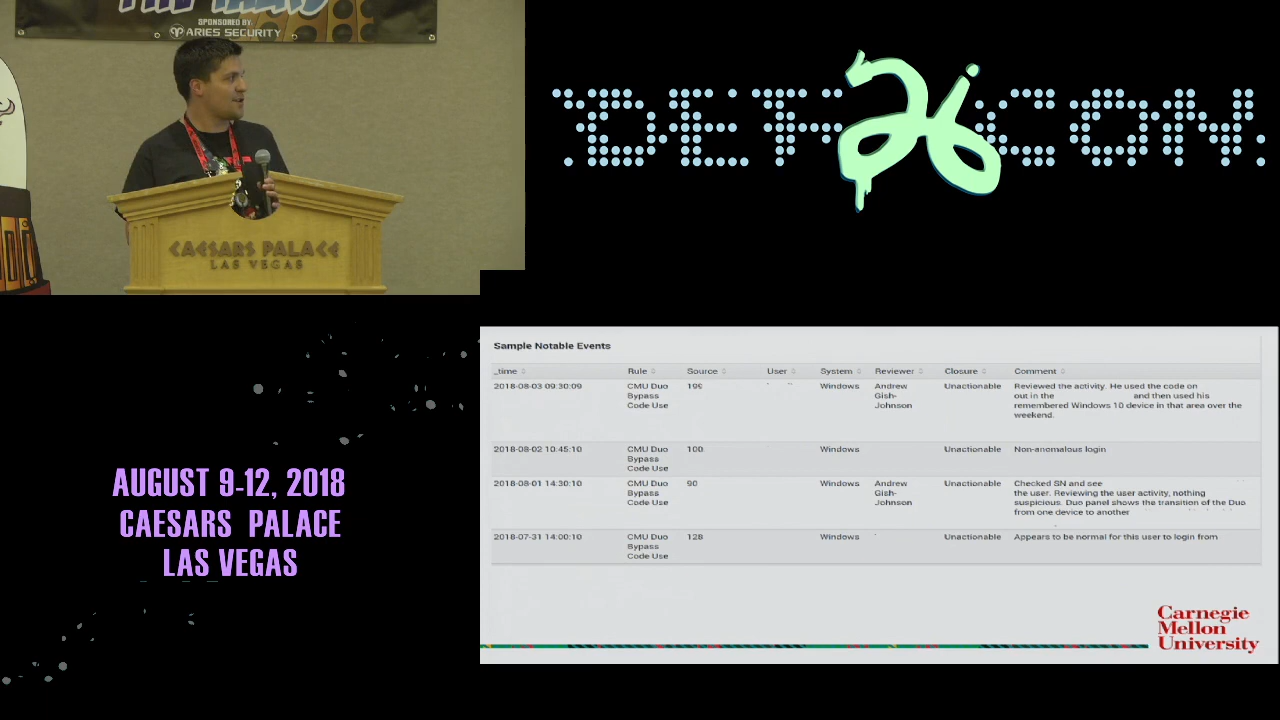 SPONSORED BY
ARIES SECURITY
CAESARS PALACE
LAS VEGAS
DEF CON
26
AUGUST 9-12, 2018
CAESARS PALACE
LAS VEGAS
Sample Notable Events
_time Rule Source User System Reviewer Closure Comment
2018-08-03 09:30:09 CMU Duo 199 Windows Andrew Unactionable Reviewed the activity. He used the code on
Bypass Gish- out in the and then used his
Code Use Johnson remembered Windows 10 device in that area over the
weekend.
2018-08-02 10:45:10 CMU Duo 100 Windows Unactionable Non-anomalous login
Bypass
Code Use
2018-08-01 14:30:10 CMU Duo 90 Windows Andrew Unactionable Checked SN and see
Bypass Gish- the user. Reviewing the user activity, nothing
Code Use Johnson suspicious. Duo panel shows the transition of the Duo
from one device to another
2018-07-31 14:00:10 CMU Duo 128 Windows Unactionable Appears to be normal for this user to login from
Bypass
Code Use
Carnegie
Mellon
University